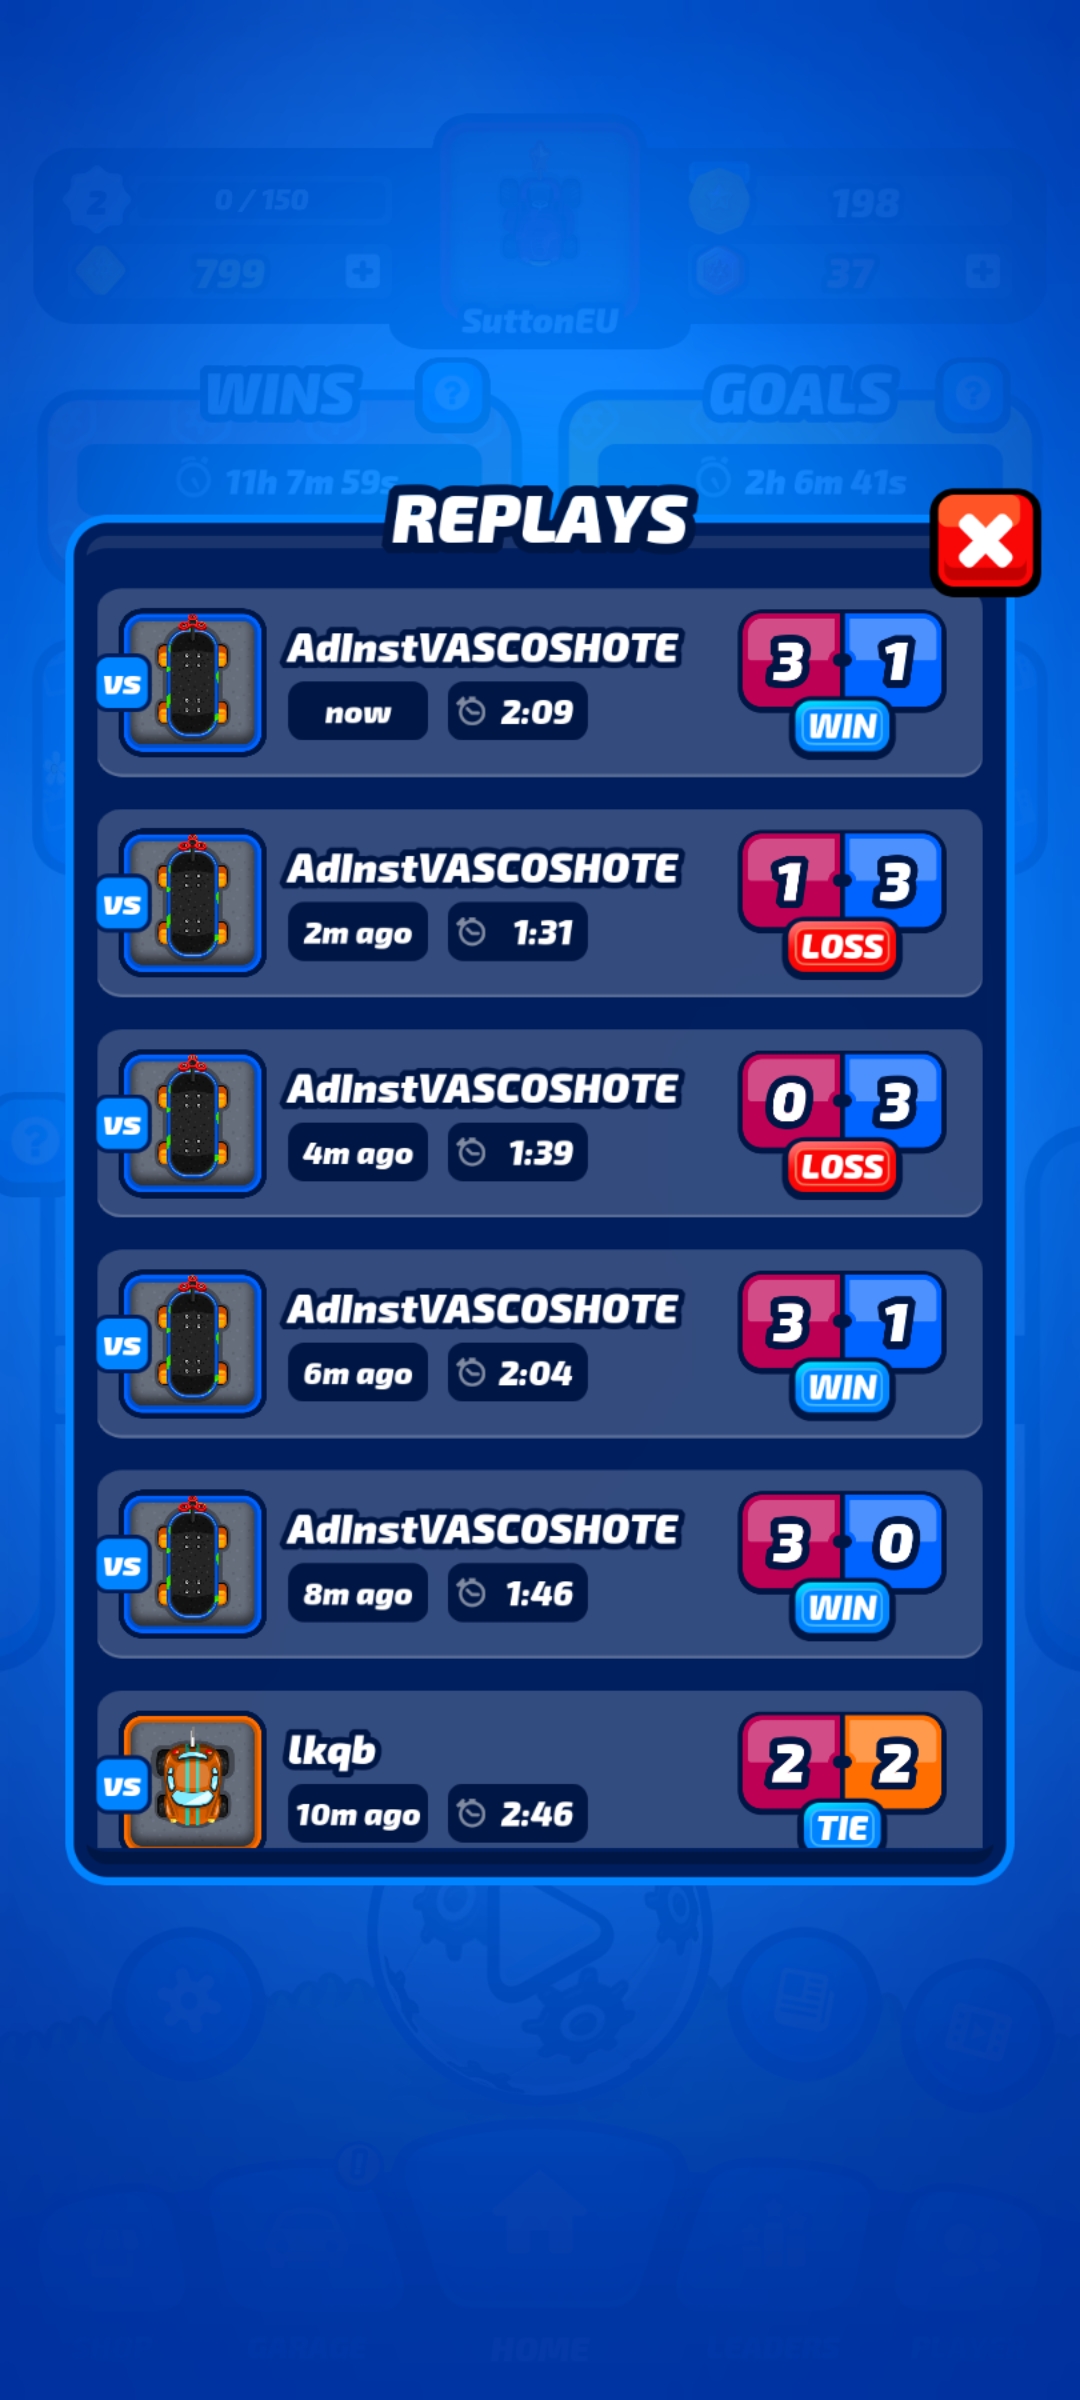 2
0 / 150
198
799
37
SuttonEU
WINS
?
GOALS
?
11h 7m 59s
2h 6m 41s
REPLAYS
AdInstVASCOSHOTE
3 1
vs
now
2:09
WIN
AdInstVASCOSHOTE
1 3
vs
2m ago
1:31
LOSS
AdInstVASCOSHOTE
0 3
vs
4m ago
1:39
LOSS
?
AdInstVASCOSHOTE
3 1
vs
6m ago
2:04
WIN
AdInstVASCOSHOTE
3 0
vs
8m ago
1:46
WIN
lkqb
2 2
vs
10m ago
2:46
TIE
HOME